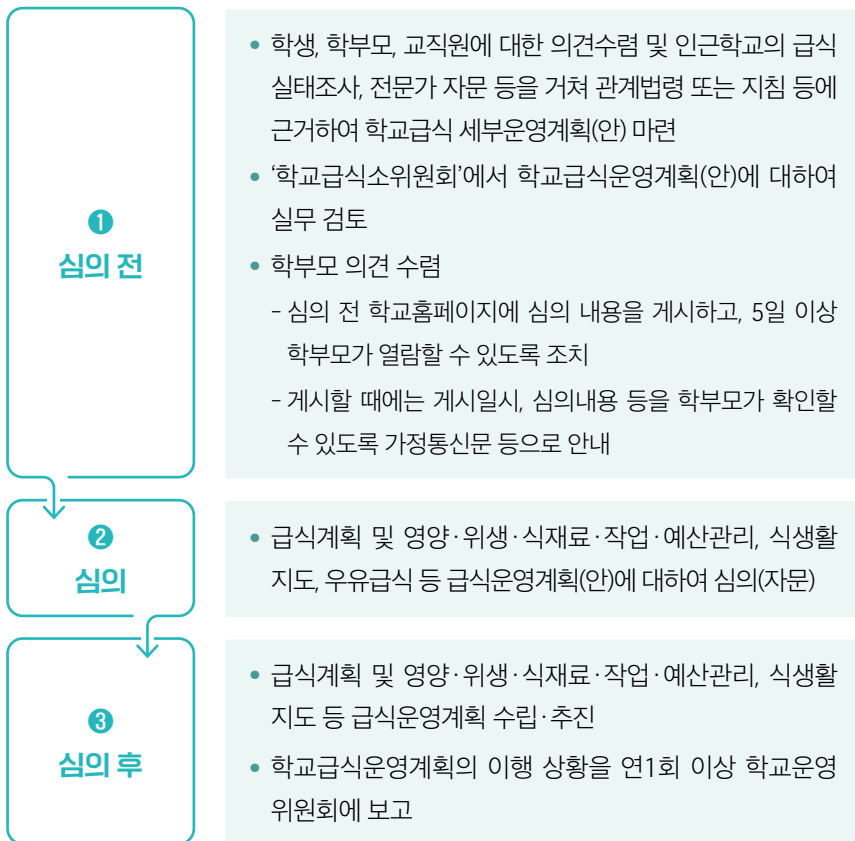 ❶
심의 전
• 학생, 학부모, 교직원에 대한 의견수렴 및 인근학교의 급식
실태조사, 전문가 자문 등을 거쳐 관계법령 또는 지침 등에
근거하여 학교급식 세부운영계획(안) 마련
• ‘학교급식소위원회’에서 학교급식운영계획(안)에 대하여
실무 검토
• 학부모 의견 수렴
- 심의 전 학교홈페이지에 심의 내용을 게시하고, 5일 이상
학부모가 열람할 수 있도록 조치
- 게시할 때에는 게시일시, 심의내용 등을 학부모가 확인할
수 있도록 가정통신문 등으로 안내
❷
심의
• 급식계획 및 영양·위생·식재료·작업·예산관리, 식생활
지도, 우유급식 등 급식운영계획(안)에 대하여 심의(자문)
❸
심의 후
• 급식계획 및 영양·위생·식재료·작업·예산관리, 식생활
지도 등 급식운영계획 수립·추진
• 학교급식운영계획의 이행 상황을 연1회 이상 학교운영
위원회에 보고